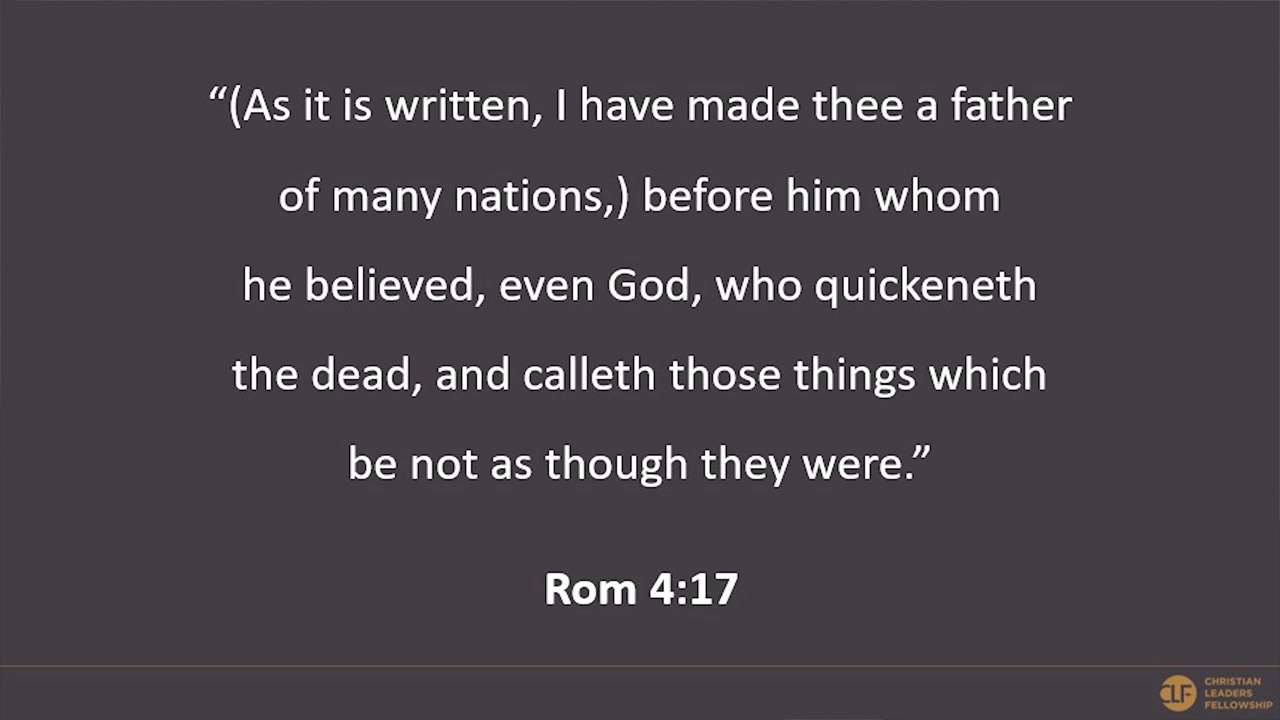 “(As it is written, I have made thee a father
of many nations,) before him whom
he believed, even God, who quickeneth
the dead, and calleth those things which
be not as though they were.”
Rom 4:17
CLF
CHRISTIAN
LEADERS
FELLOWSHIP